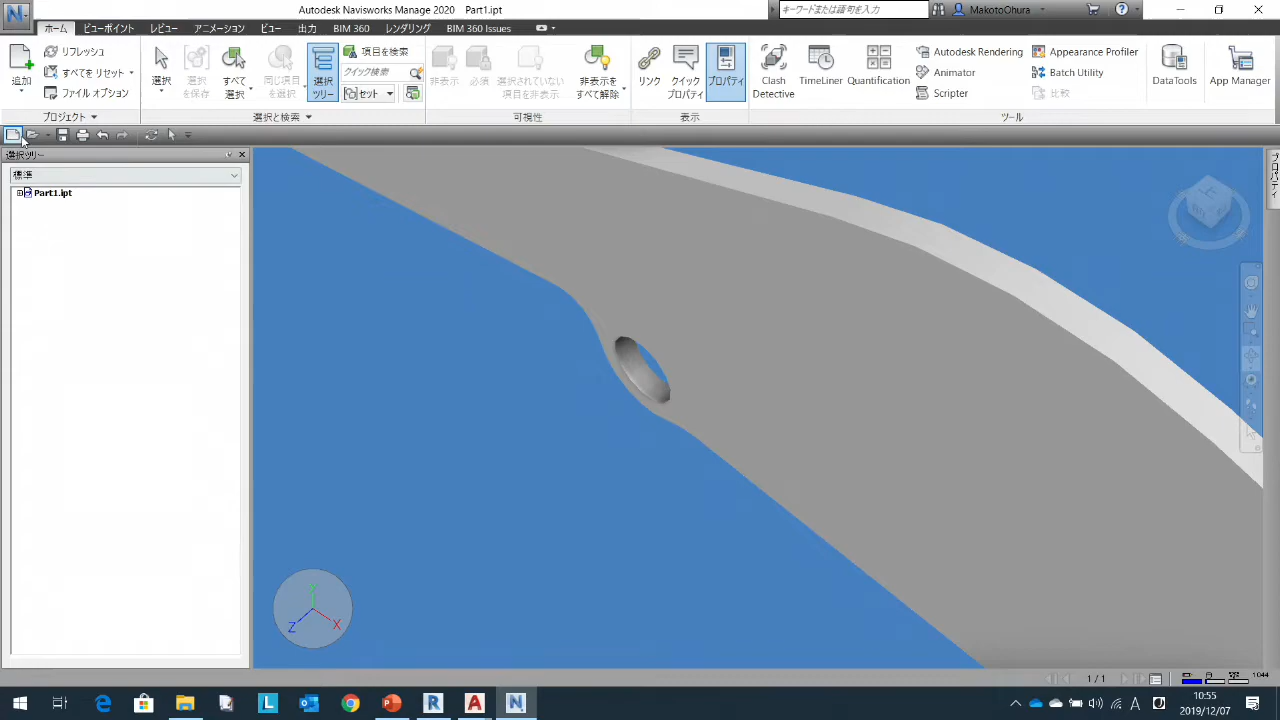 Autodesk Navisworks Manage 2020 Part1.ipt
キーワードまたは語句を入力
MakotoOhura
ホーム ビューポイント レビュー アニメーション ビュー 出力 BIM 360 レンダリング BIM 360 Issues
追加
リフレッシュ
すべてをリセット
ファイル オプション
プロジェクト
選択
選択を保存
すべて選択
同じ項目を選択
選択ツリー
項目を検索
クイック検索
セット
選択と検索
非表示
必須
選択されていない項目を非表示
非表示をすべて解除
可視性
リンク
クイック プロパティ
プロパティ
表示
Clash Detective
TimeLiner
Quantification
Autodesk Rendering
Animator
Scripter
Appearance Profiler
Batch Utility
比較
DataTools
App Manager
ツール
選択ツリー
標準
Part1.ipt
プロパティ
Y
Z
X
1 / 1
1044
A
10:55
2019/12/07